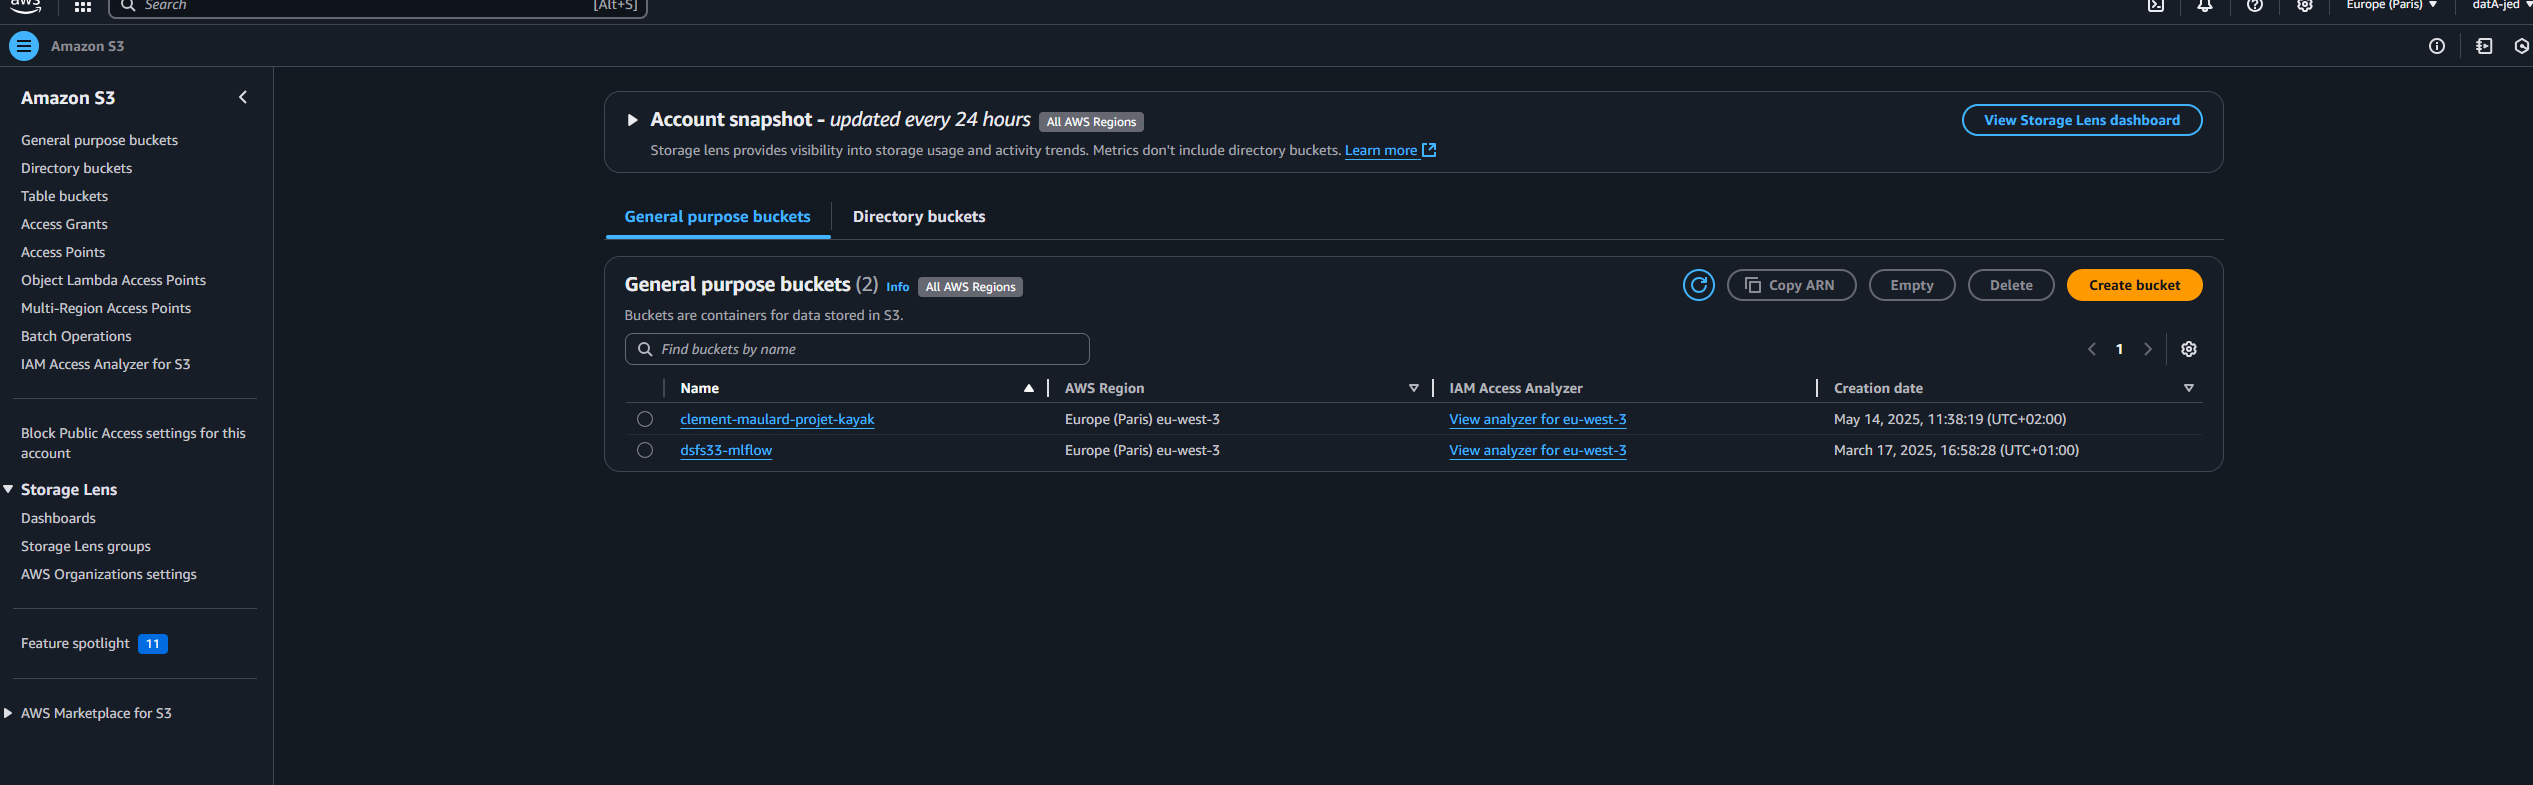 aws
Search
[Alt+S]
Europe (Paris)
datA-jed
Amazon S3
Amazon S3
General purpose buckets
Directory buckets
Table buckets
Access Grants
Access Points
Object Lambda Access Points
Multi-Region Access Points
Batch Operations
IAM Access Analyzer for S3
Block Public Access settings for this
account
Storage Lens
Dashboards
Storage Lens groups
AWS Organizations settings
Feature spotlight 11
AWS Marketplace for S3
Account snapshot - updated every 24 hours All AWS Regions
View Storage Lens dashboard
Storage lens provides visibility into storage usage and activity trends. Metrics don't include directory buckets. Learn more
General purpose buckets Directory buckets
General purpose buckets (2) Info All AWS Regions
Copy ARN Empty Delete Create bucket
Buckets are containers for data stored in S3.
Find buckets by name
1
Name AWS Region IAM Access Analyzer Creation date
clement-maulard-projet-kayak Europe (Paris) eu-west-3 View analyzer for eu-west-3 May 14, 2025, 11:38:19 (UTC+02:00)
dsfs33-mlflow Europe (Paris) eu-west-3 View analyzer for eu-west-3 March 17, 2025, 16:58:28 (UTC+01:00)